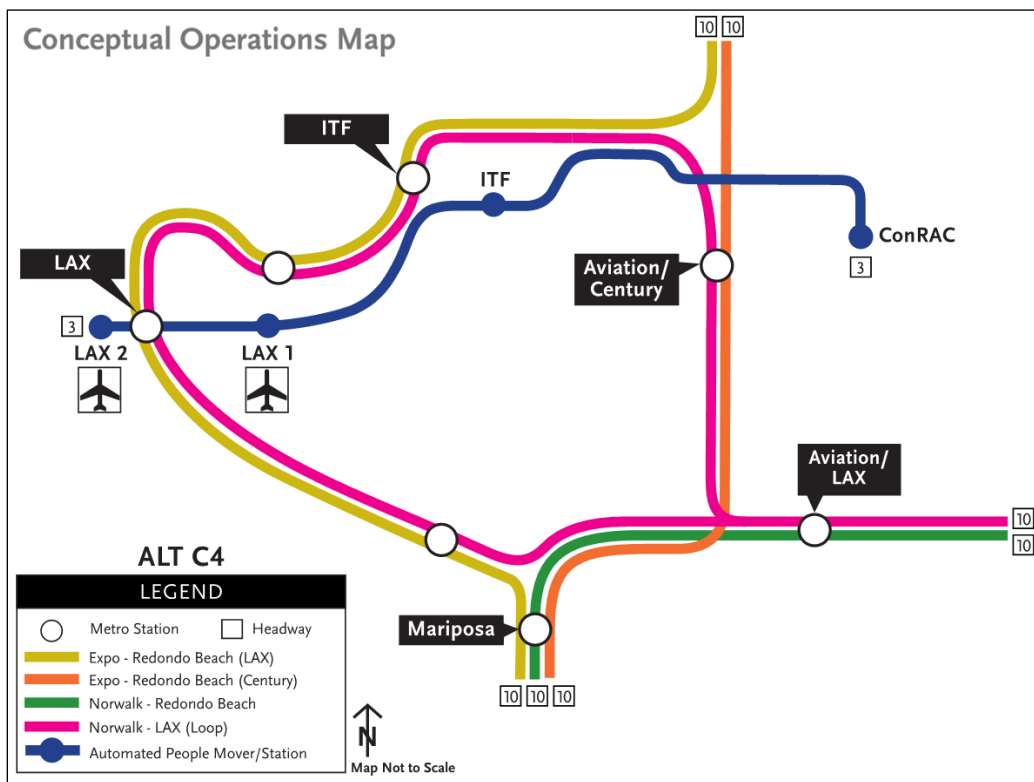 Conceptual Operations Map
10 10
ITF
ITF
ConRAC
3
LAX
Aviation/
Century
3
LAX 2
LAX 1
Aviation/
LAX
10
10
ALT C4
LEGEND
Metro Station
Headway
Expo - Redondo Beach (LAX)
Expo - Redondo Beach (Century)
Norwalk - Redondo Beach
Norwalk - LAX (Loop)
Automated People Mover/Station
Mariposa
10 10 10
N
Map Not to Scale